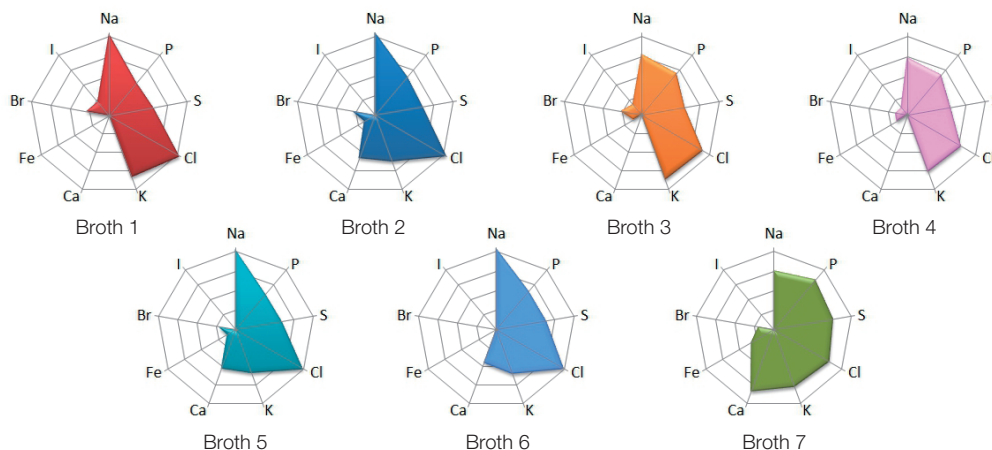 Na
I P
Br S
Fe Cl
Ca K
Broth 1
Na
I P
Br S
Fe Cl
Ca K
Broth 2
Na
I P
Br S
Fe Cl
Ca K
Broth 3
Na
I P
Br
Fe Cl
Ca K
Broth 4
Na
I P
Br S
Fe Cl
Ca K
Broth 5
Na
I P
Br S
Fe Cl
Ca K
Broth 6
Na
I P
Br S
Fe Cl
Ca K
Broth 7